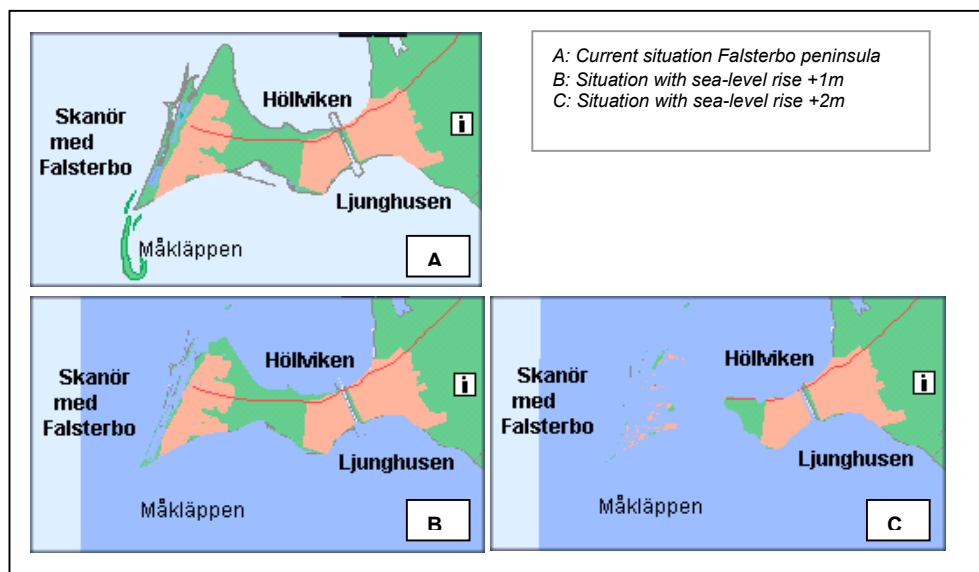 Skanör
med
Falsterbo
Höllviken
i
Ljunghusen
Måkläppen
A
A: Current situation Falsterbo peninsula
B: Situation with sea-level rise +1m
C: Situation with sea-level rise +2m
Skanör
med
Falsterbo
Höllviken
i
Ljunghusen
Måkläppen
B
Skanör
med
Falsterbo
Höllviken
i
Ljunghusen
Måkläppen
C